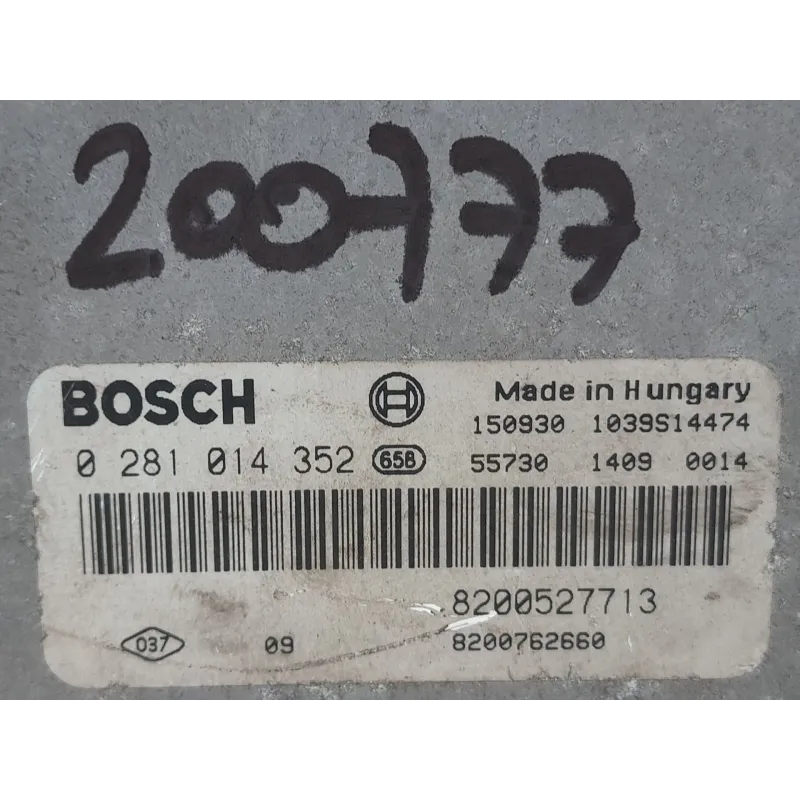 200777
BOSCH
Made in Hungary
150930 1039S14474
0 281 014 352 658
55730 1409 0014
8200527713
037 09 8200762660